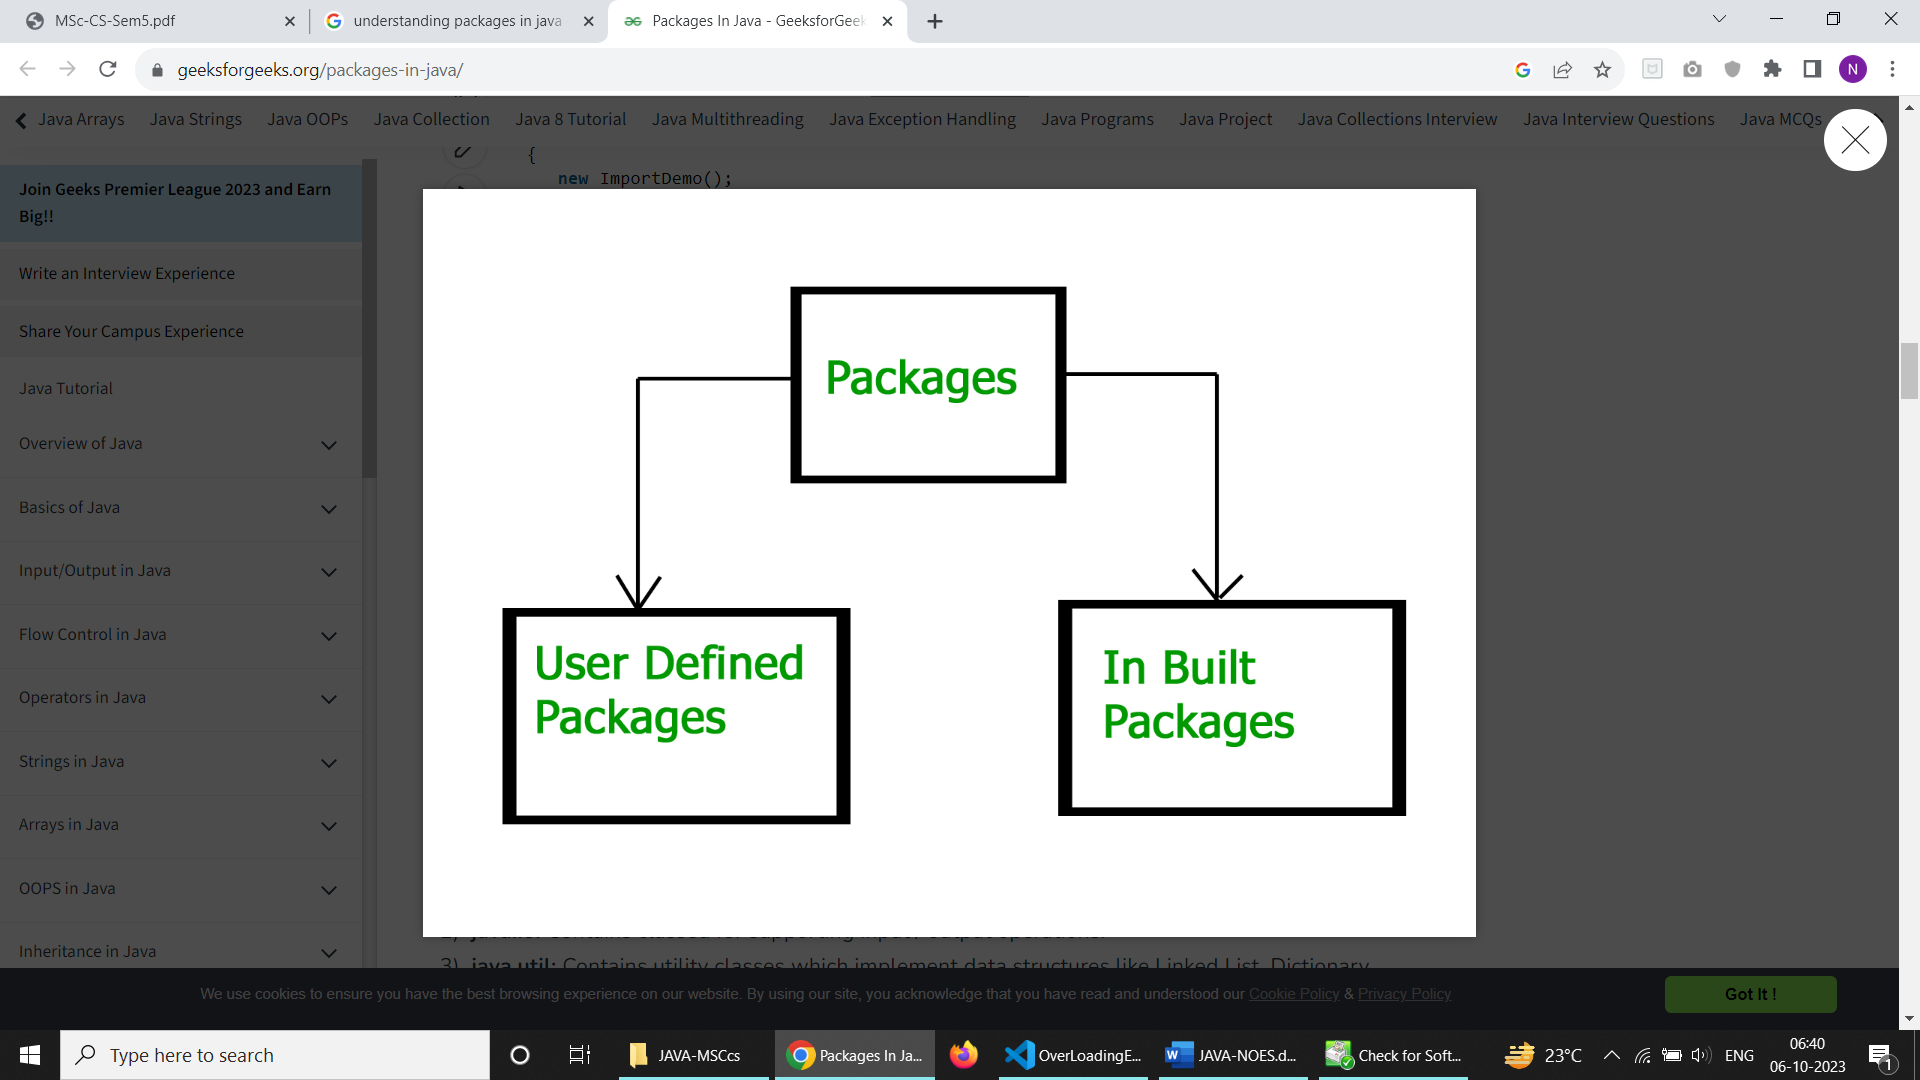 MSc-CS-Sem5.pdf
understanding packages in java
Packages In Java - GeeksforGeek
geeksforgeeks.org/packages-in-java/
N
Java Arrays Java Strings Java OOPs Java Collection Java 8 Tutorial Java Multithreading Java Exception Handling Java Programs Java Project Java Collections Interview Java Interview Questions Java MCQs
{
new ImportDemo();
Join Geeks Premier League 2023 and Earn
Big!!
Write an Interview Experience
Share Your Campus Experience
Java Tutorial
Overview of Java
Basics of Java
Input/Output in Java
Flow Control in Java
Operators in Java
Strings in Java
Arrays in Java
OOPS in Java
Inheritance in Java
Packages
User Defined
Packages
In Built
Packages
3) java.util: Contains utility classes which implement data structures like Linked List, Dictionary
We use cookies to ensure you have the best browsing experience on our website. By using our site, you acknowledge that you have read and understood our Cookie Policy & Privacy Policy
Got It !
Type here to search
JAVA-MSCcs
Packages In Ja...
OverLoadingE...
JAVA-NOES.d...
Check for Soft...
23°C
ENG
06:40
06-10-2023
1